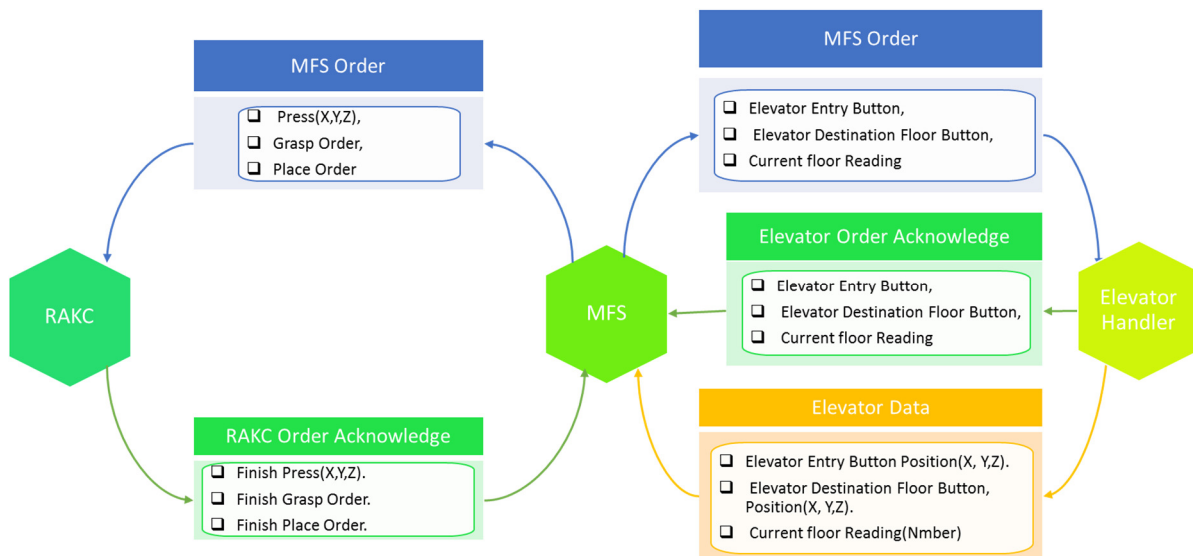 MFS Order
❑ Press(X,Y,Z),
❑ Grasp Order,
❑ Place Order
MFS Order
❑ Elevator Entry Button,
❑ Elevator Destination Floor Button,
❑ Current floor Reading
RAKC
MFS
Elevator Order Acknowledge
❑ Elevator Entry Button,
❑ Elevator Destination Floor Button,
❑ Current floor Reading
Elevator
Handler
RAKC Order Acknowledge
❑ Finish Press(X,Y,Z).
❑ Finish Grasp Order.
❑ Finish Place Order.
Elevator Data
❑ Elevator Entry Button Position(X, Y,Z).
❑ Elevator Destination Floor Button,
Position(X, Y,Z).
❑ Current floor Reading(Nmber)